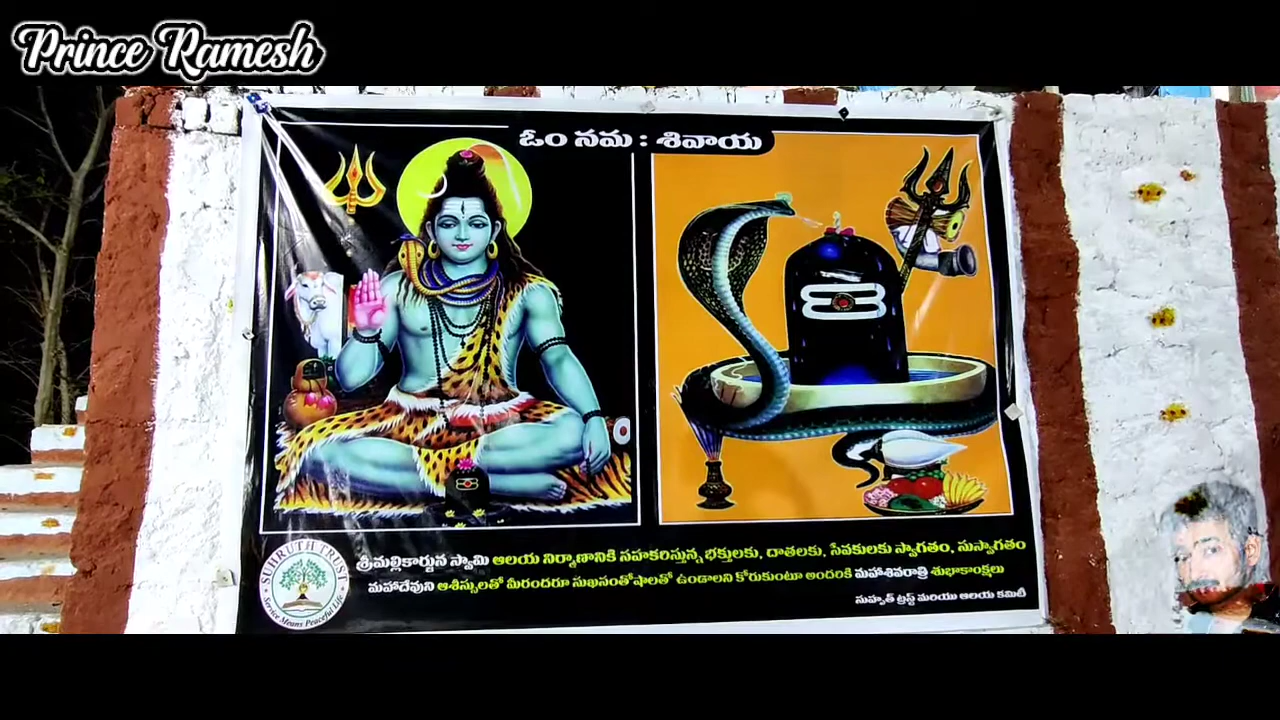 Prince Ramesh
ఓం నమ : శివాయ
శ్రీమల్లికార్జున స్వామి ఆలయ నిర్మాణానికి సహకరిస్తున్న భక్తులకు, దాతలకు, సేవకులకు స్వాగతం, సుస్వాగతం
మహాదేవుని ఆశిస్సులతో మీరందరూ సుఖసంతోషాలతో ఉండాలని కోరుకుంటూ అందరికి మహాశివరాత్రి శుభాకాంక్షలు
సుహృత్ ట్రస్ట్ మరియు ఆలయ కమిటీ
SUHRUTH TRUST
Service Means Peaceful Life